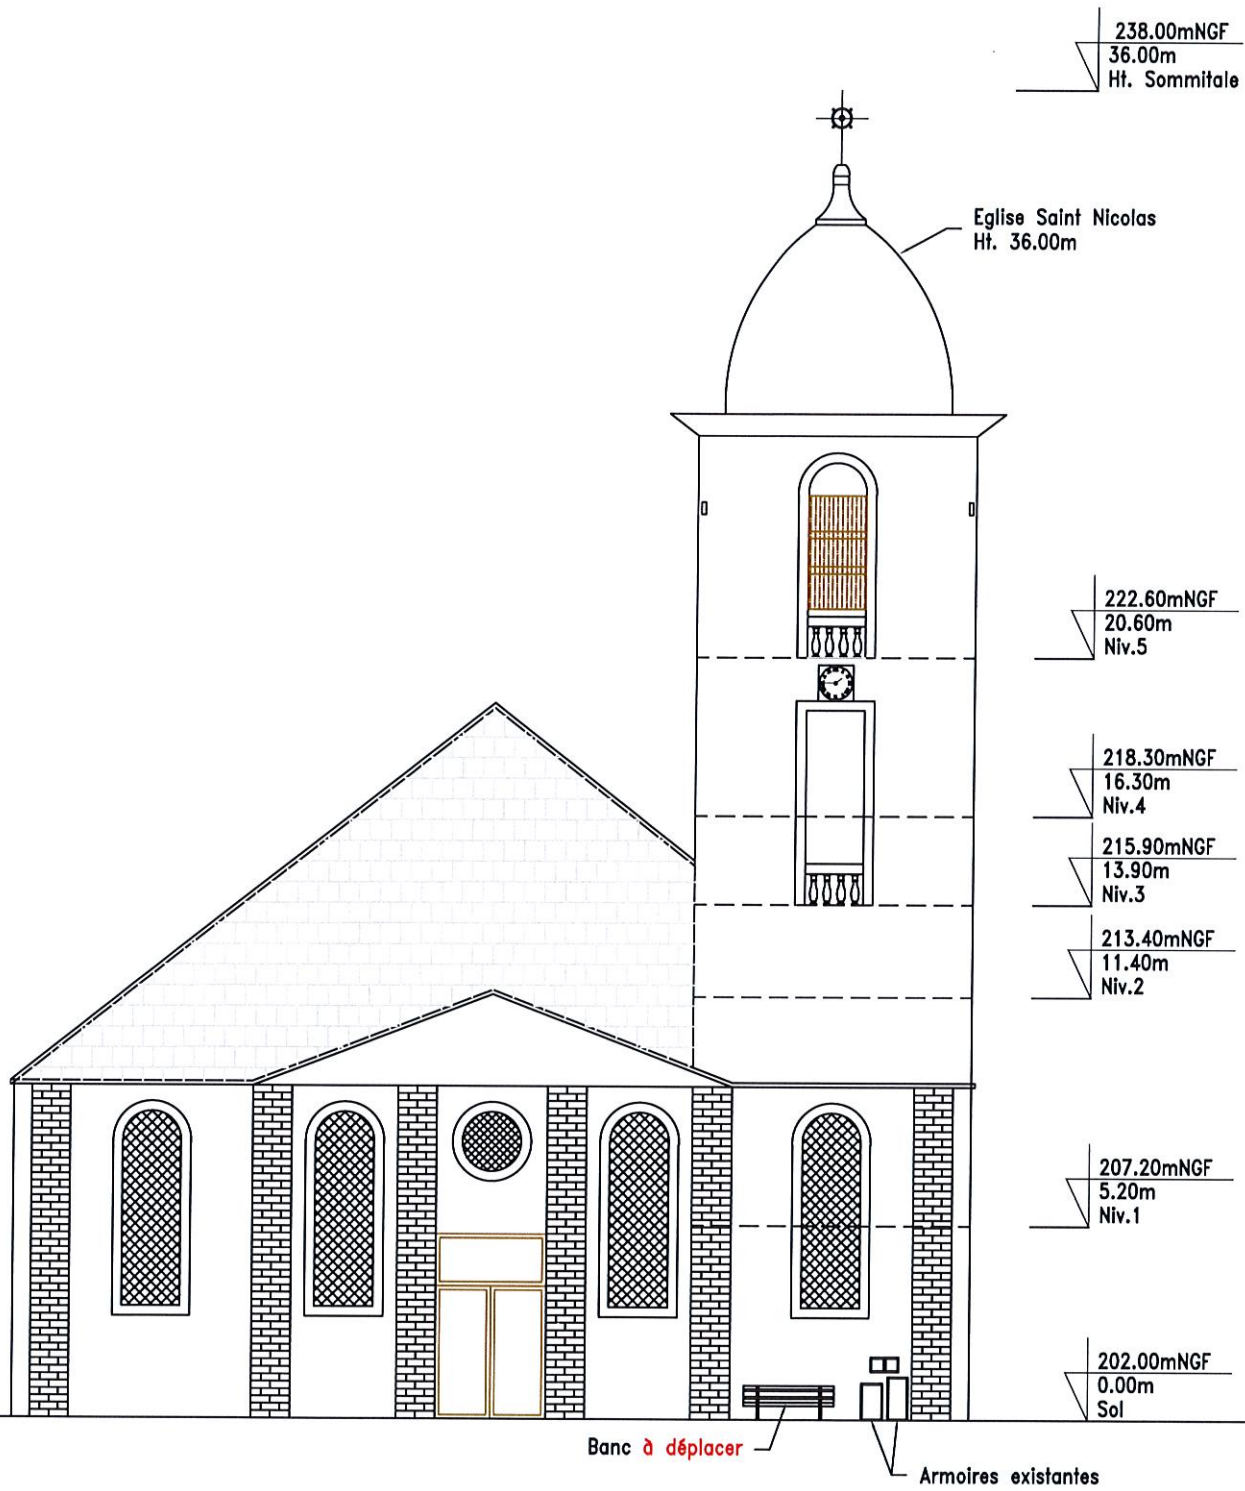 238.00mNGF
36.00m
Ht. Sommitale
Eglise Saint Nicolas
Ht. 36.00m
222.60mNGF
20.60m
Niv.5
218.30mNGF
16.30m
Niv.4
215.90mNGF
13.90m
Niv.3
213.40mNGF
11.40m
Niv.2
207.20mNGF
5.20m
Niv.1
202.00mNGF
0.00m
Sol
Banc à déplacer
Armoires existantes